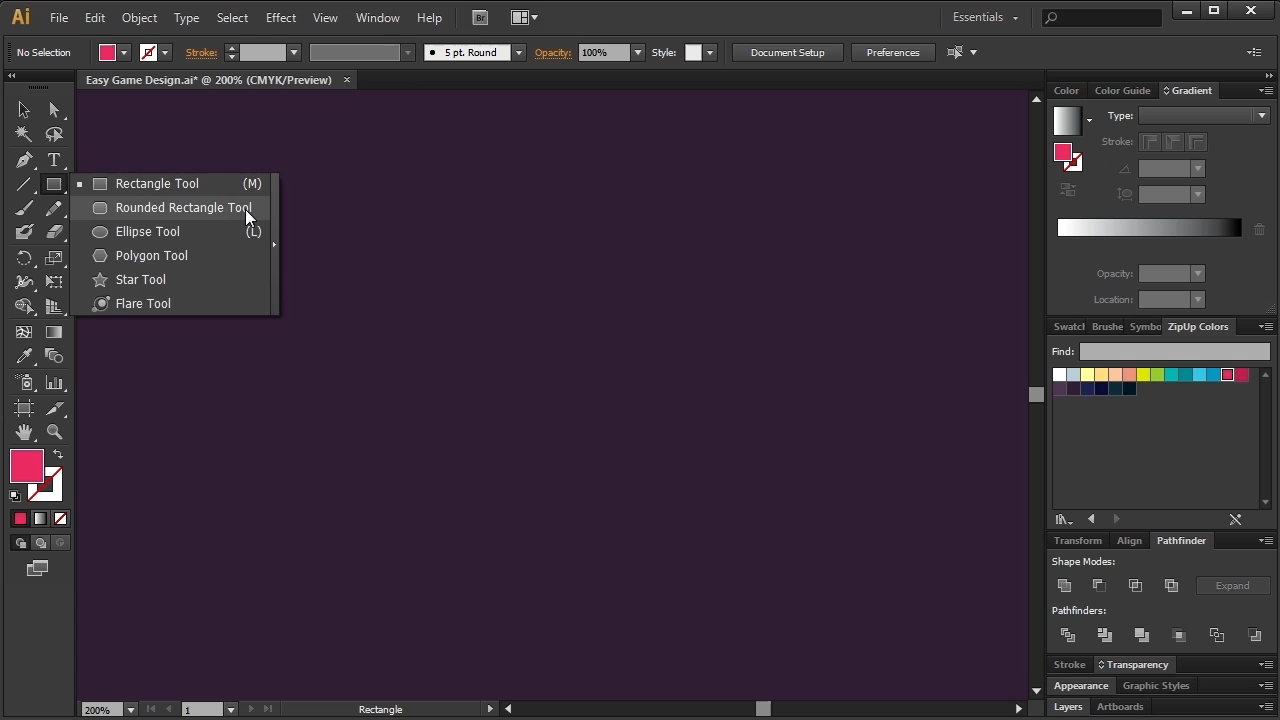 Ai File Edit Object Type Select Effect View Window Help Br Essentials
No Selection Stroke: 5 pt. Round Opacity: 100% Style: Document Setup Preferences
Easy Game Design.ai* @ 200% (CMYK/Preview)
Color Color Guide Gradient
Type:
Stroke:
T
Rectangle Tool (M)
Rounded Rectangle Tool
Ellipse Tool (L)
Polygon Tool
Star Tool
Flare Tool
Opacity:
Location:
Swatcl Brushe Symbo ZipUp Colors
Find:
Transform Align Pathfinder
Shape Modes:
Expand
Pathfinders:
Stroke Transparency
Appearance Graphic Styles
Layers Artboards
200% 1 Rectangle